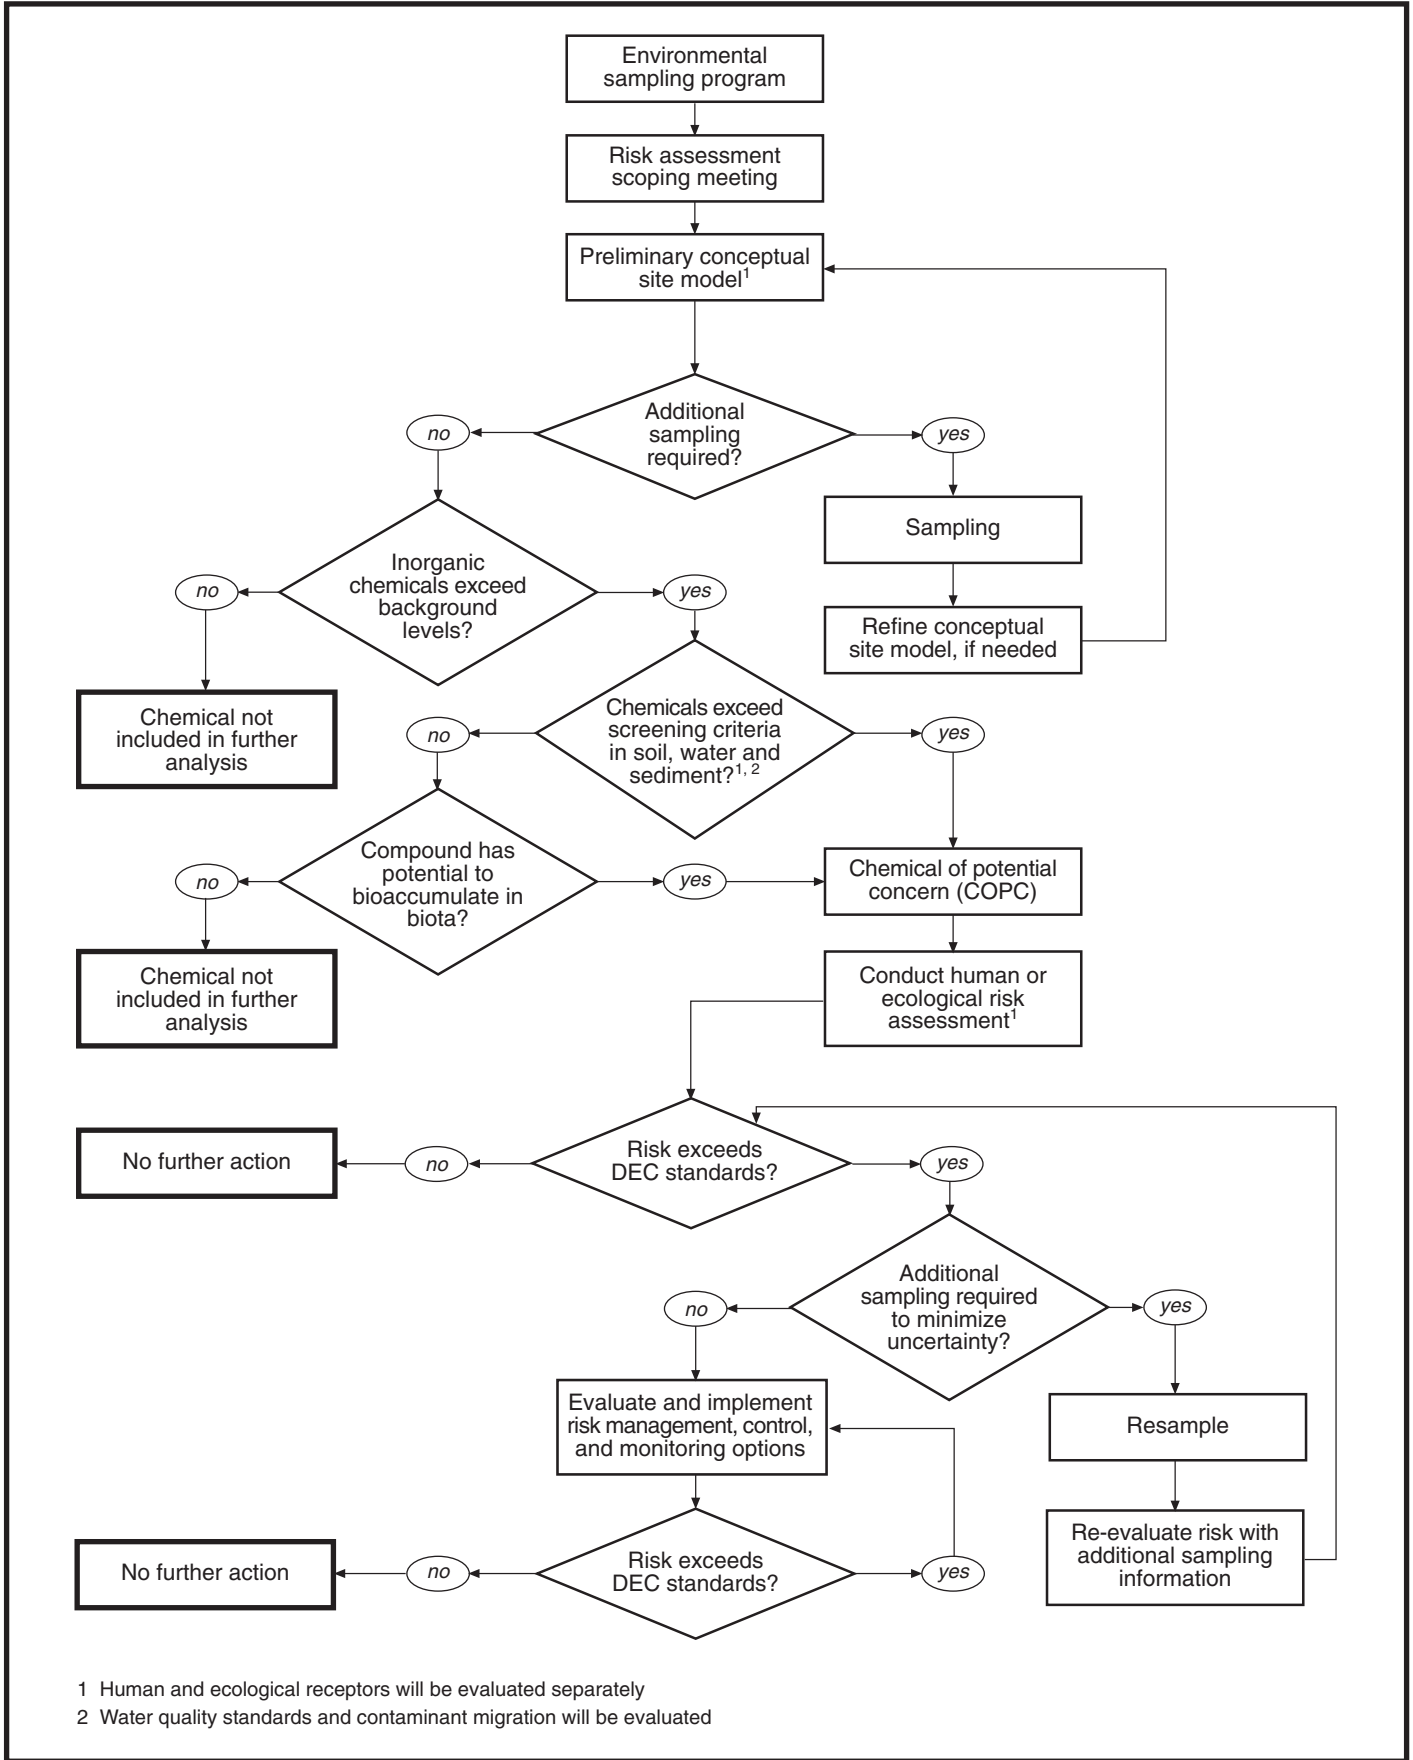 Environmental
sampling program
Risk assessment
scoping meeting
Preliminary conceptual
site model1
Additional
sampling
required?
no
yes
Sampling
Inorganic
chemicals exceed
background
levels?
no
yes
Refine conceptual
site model, if needed
Chemical not
included in further
analysis
Chemicals exceed
screening criteria
in soil, water and
sediment?1, 2
no
yes
Compound has
potential to
bioaccumulate in
biota?
no
yes
Chemical of potential
concern (COPC)
Chemical not
included in further
analysis
Conduct human or
ecological risk
assessment1
Risk exceeds
DEC standards?
no
No further action
yes
Additional
sampling required
to minimize
uncertainty?
no
yes
Evaluate and implement
risk management, control,
and monitoring options
Resample
Risk exceeds
DEC standards?
no
No further action
yes
Re-evaluate risk with
additional sampling
information
1 Human and ecological receptors will be evaluated separately
2 Water quality standards and contaminant migration will be evaluated